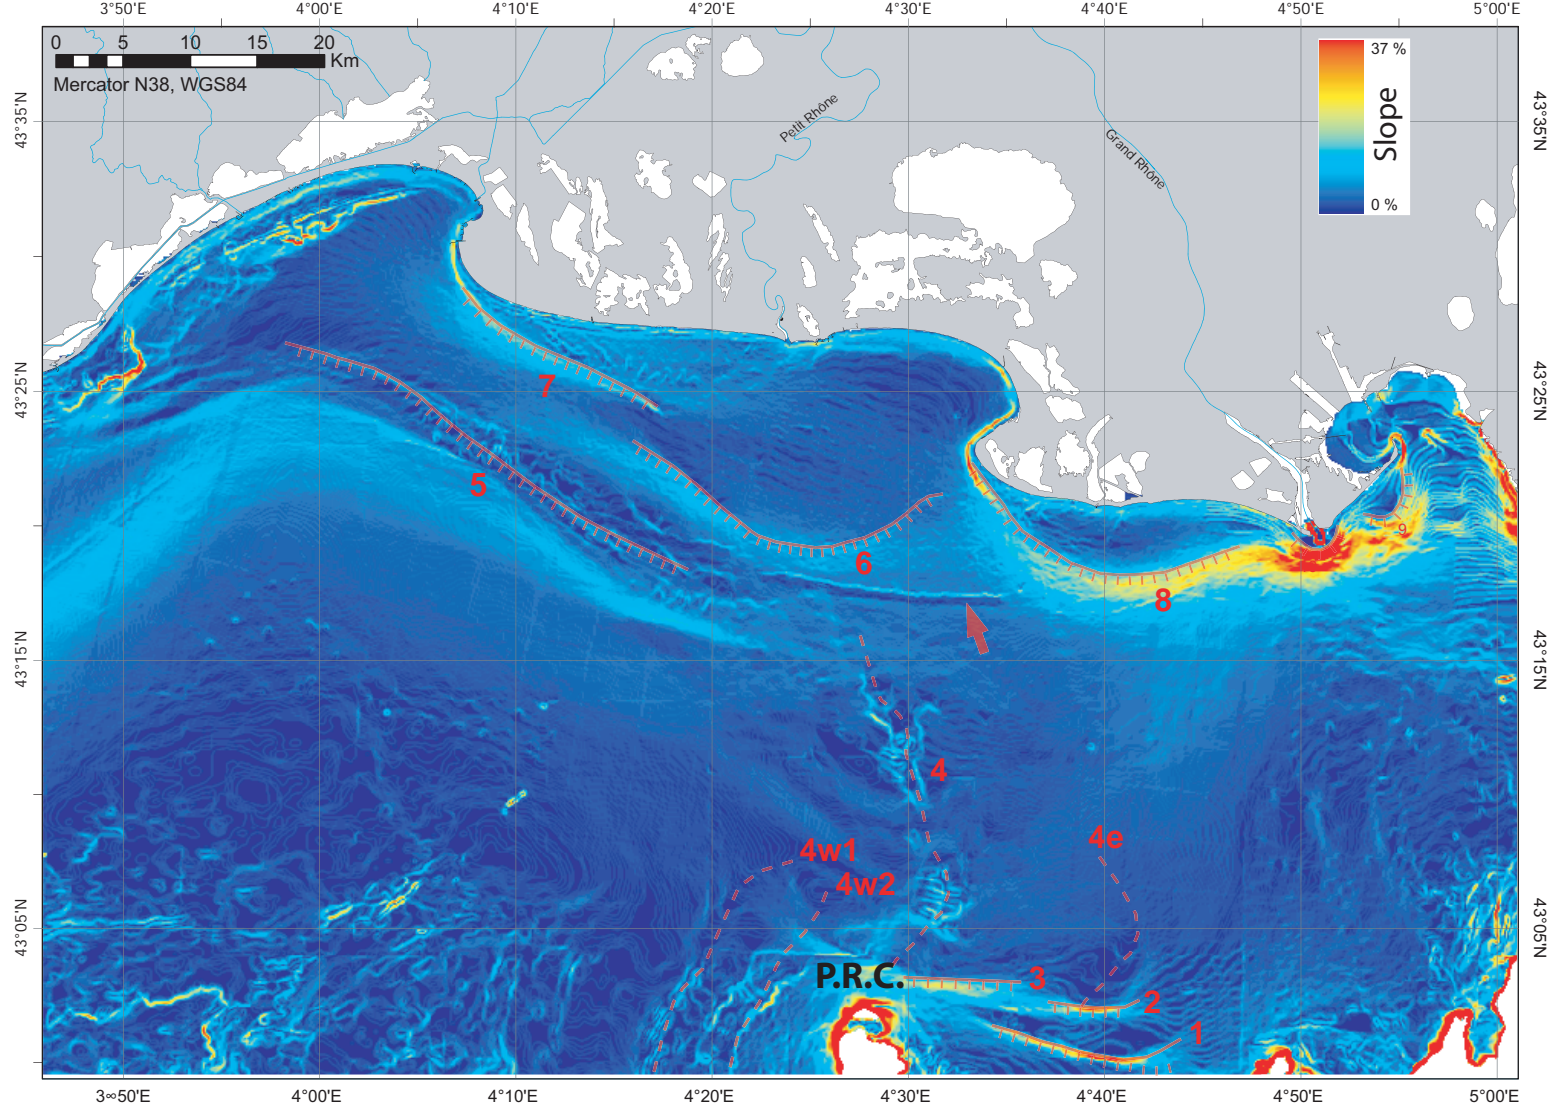 3°50'E 4°00'E 4°10'E 4°20'E 4°30'E 4°40'E 4°50'E 5°00'E
0 5 10 15 20
Km
Mercator N38, WGS84
37 %
Slope
0 %
43°35'N 43°35'N
Petit Rhône
Grand Rhône
43°25'N 43°25'N
7
5
6
9
8
43°15'N 43°15'N
4
4e
4w1
4w2
43°05'N 43°05'N
P.R.C.
3
2
1
3∞50'E 4°00'E 4°10'E 4°20'E 4°30'E 4°40'E 4°50'E 5°00'E